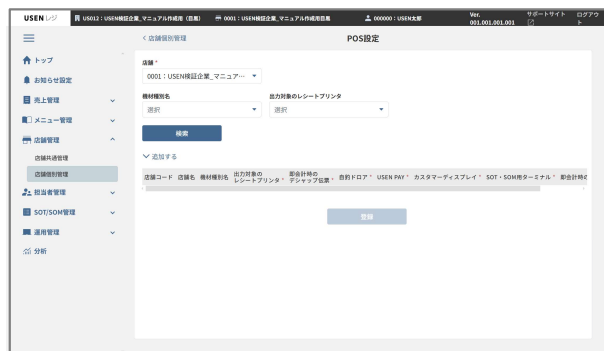 USENレジ
US012：USEN検証企業_マニュアル作成用（目黒）
0001：USEN検証企業_マニュアル作成用目黒
000000：USEN太郎
Ver. 001.001.001.001
サポートサイト
ログアウト
トップ
お知らせ設定
売上管理
メニュー管理
店舗管理
店舗共通管理
店舗個別管理
担当者管理
SOT/SOM管理
運用管理
分析
く 店舗個別管理
POS設定
店舗 *
0001：USEN検証企業_マニュア…
機材種別名
出力対象のレシートプリンタ
選択
選択
検索
追加する
店舗コード 店舗名 機材種別名 出力対象のレシートプリンタ * 即会計時のデシャップ伝票 * 自的ドロア * USEN PAY * カスタマーディスプレイ * SOT・SOM用ターミナル * 即会計時の
登録